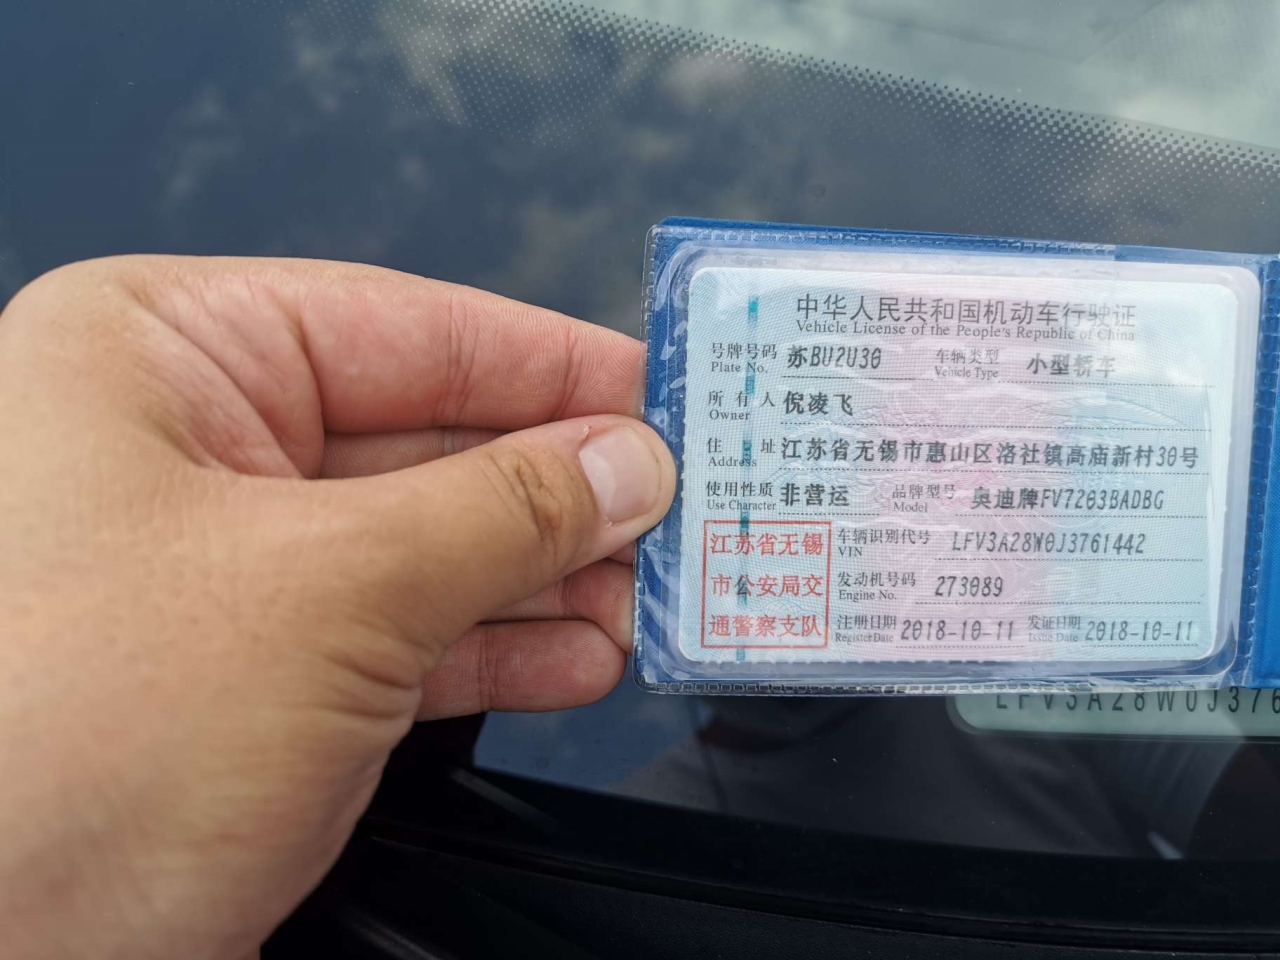 中华人民共和国机动车行驶证
Vehicle License of the People's Republic of China
号牌号码 苏BU2U36 车辆类型 小型轿车
Plate No. Vehicle Type
所有人 倪凌飞
Owner
住址 江苏省无锡市惠山区洛社镇高庙新村30号
Address
使用性质 非营运 品牌型号 奥迪牌FV7203BADBG
Use Character Model
江苏省无锡
市公安局交
通警察支队
车辆识别代号 LFV3A28W0J3761442
VIN
发动机号码 273089
Engine No.
注册日期 2018-10-11 发证日期 2018-10-11
Register Date Issue Date
LFV3A28W0J376